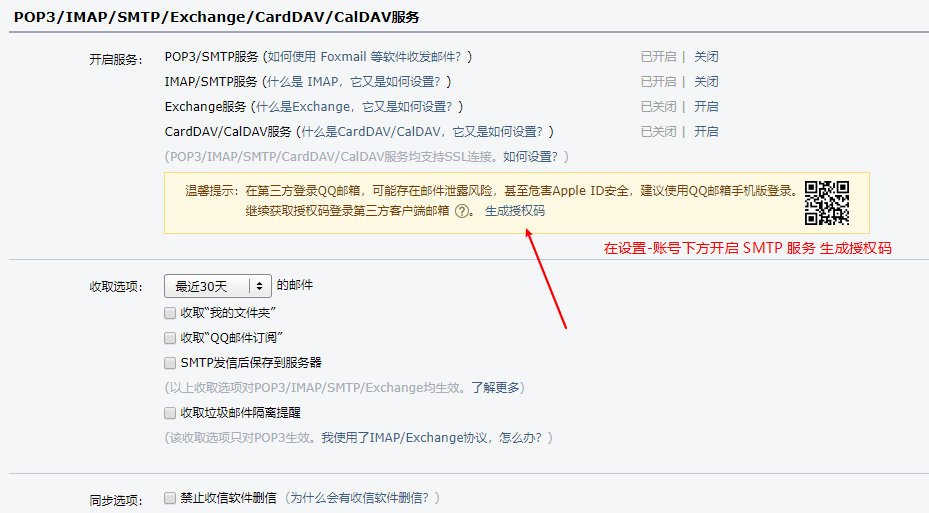 POP3/IMAP/SMTP/Exchange/CardDAV/CalDAV服务
开启服务： POP3/SMTP服务 (如何使用 Foxmail 等软件收发邮件？) 已开启 | 关闭
IMAP/SMTP服务 (什么是 IMAP，它又是如何设置？) 已开启 | 关闭
Exchange服务 (什么是Exchange，它又是如何设置？) 已关闭 | 开启
CardDAV/CalDAV服务 (什么是CardDAV/CalDAV，它又是如何设置？) 已关闭 | 开启
(POP3/IMAP/SMTP/CardDAV/CalDAV服务均支持SSL连接。如何设置？)
温馨提示：在第三方登录QQ邮箱，可能存在邮件泄露风险，甚至危害Apple ID安全，建议使用QQ邮箱手机版登录。
继续获取授权码登录第三方客户端邮箱 ?。 生成授权码
在设置-账号下方开启 SMTP 服务 生成授权码
收取选项： 最近30天 的邮件
收取“我的文件夹”
收取“QQ邮件订阅”
SMTP发信后保存到服务器
(以上收取选项对POP3/IMAP/SMTP/Exchange均生效。了解更多)
收取垃圾邮件隔离提醒
(该收取选项只对POP3生效。我使用了IMAP/Exchange协议，怎么办？)
同步选项： 禁止收信软件删信 (为什么会有收信软件删信？)